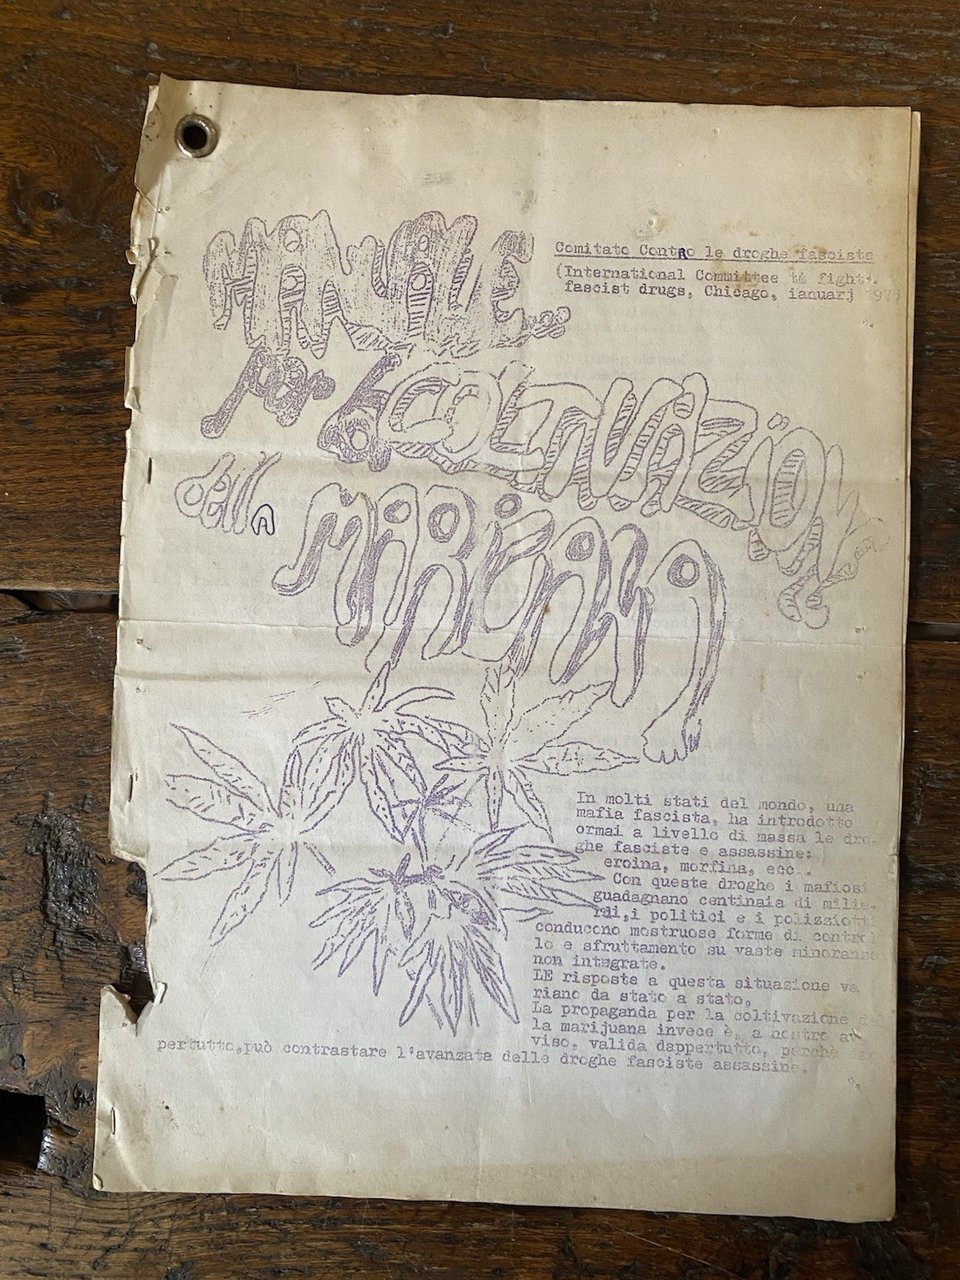 MANUALE
per la COLTIVAZIONE
dellA
MARIUANA
Comitato Contro le droghe fasciste
(International Committee to fight
fascist drugs, Chicago, ianuarj
In molti stati del mondo, una
mafia fascista, ha introdotto
ormai a livello di massa le dro-
ghe fasciste e assassine:
eroina, morfina, ecc..
Con queste droghe i mafiosi
guadagnano centinaia di milia-
rdi,i politici e i polizziotti
conducono mostruose forme di control
lo e sfruttamento su vaste minoranze
non integrate.
LE risposte a questa situazione va
riano da stato a stato,
La propaganda per la coltivazione
la marijuana invece è, a nostro av
viso, valida dappertutto, perchè
pertutto,può contrastare l'avanzata delle droghe fasciste assassine.